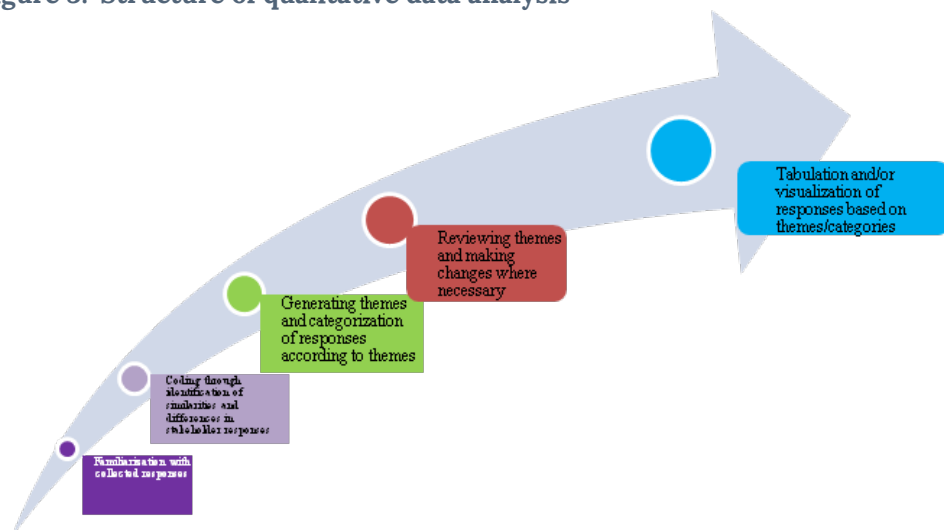 Structure of qualitative data analysis
Tabulation and/or
visualization of
responses based on
themes/categories
Reviewing themes
and making
changes where
necessary
Generating themes
and categorization
of responses
according to themes
Coding through
identification of
similarities and
differences in
stakeholder responses
Familiarisation with
collected responses